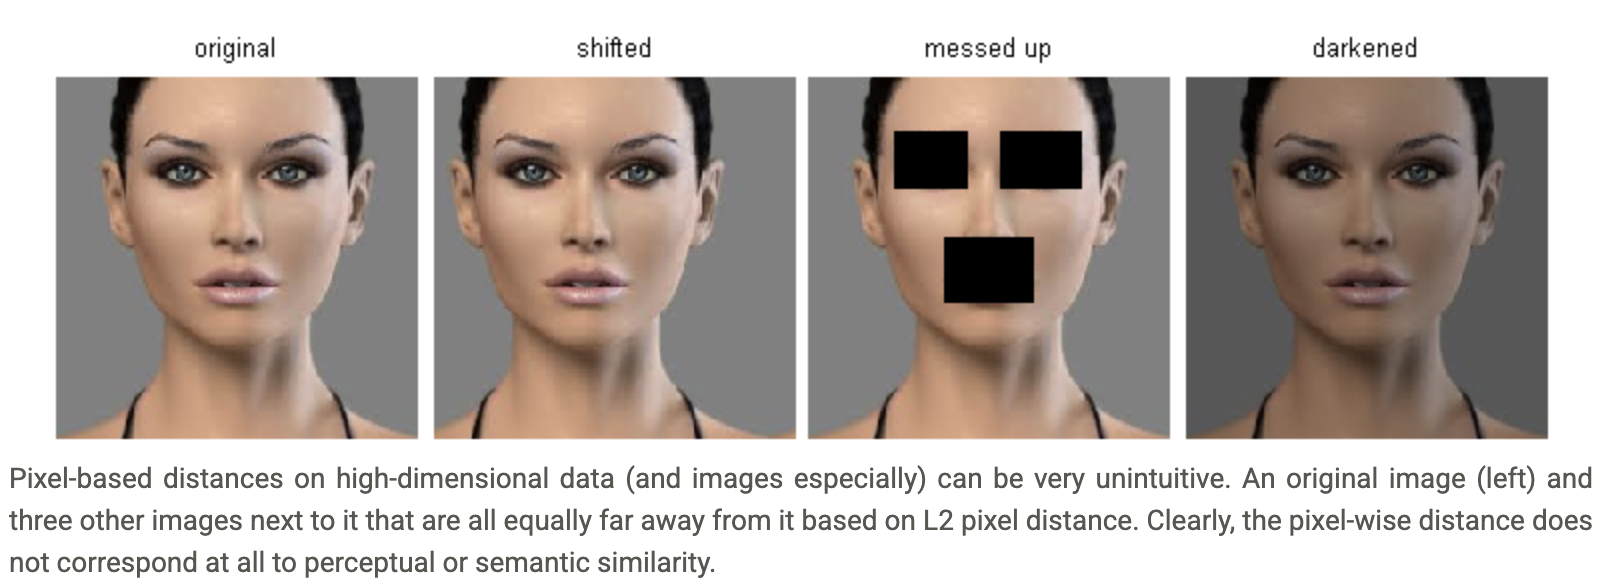 original
shifted
messed up
darkened
Pixel-based distances on high-dimensional data (and images especially) can be very unintuitive. An original image (left) and
three other images next to it that are all equally far away from it based on L2 pixel distance. Clearly, the pixel-wise distance does
not correspond at all to perceptual or semantic similarity.